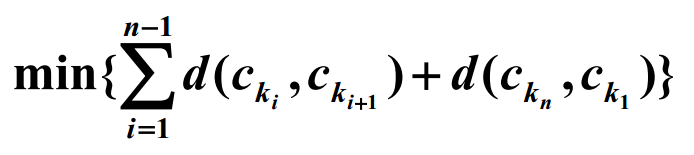 min{∑_{i=1}^{n-1} d(c_{k_i}, c_{k_{i+1}}) + d(c_{k_n}, c_{k_1})}